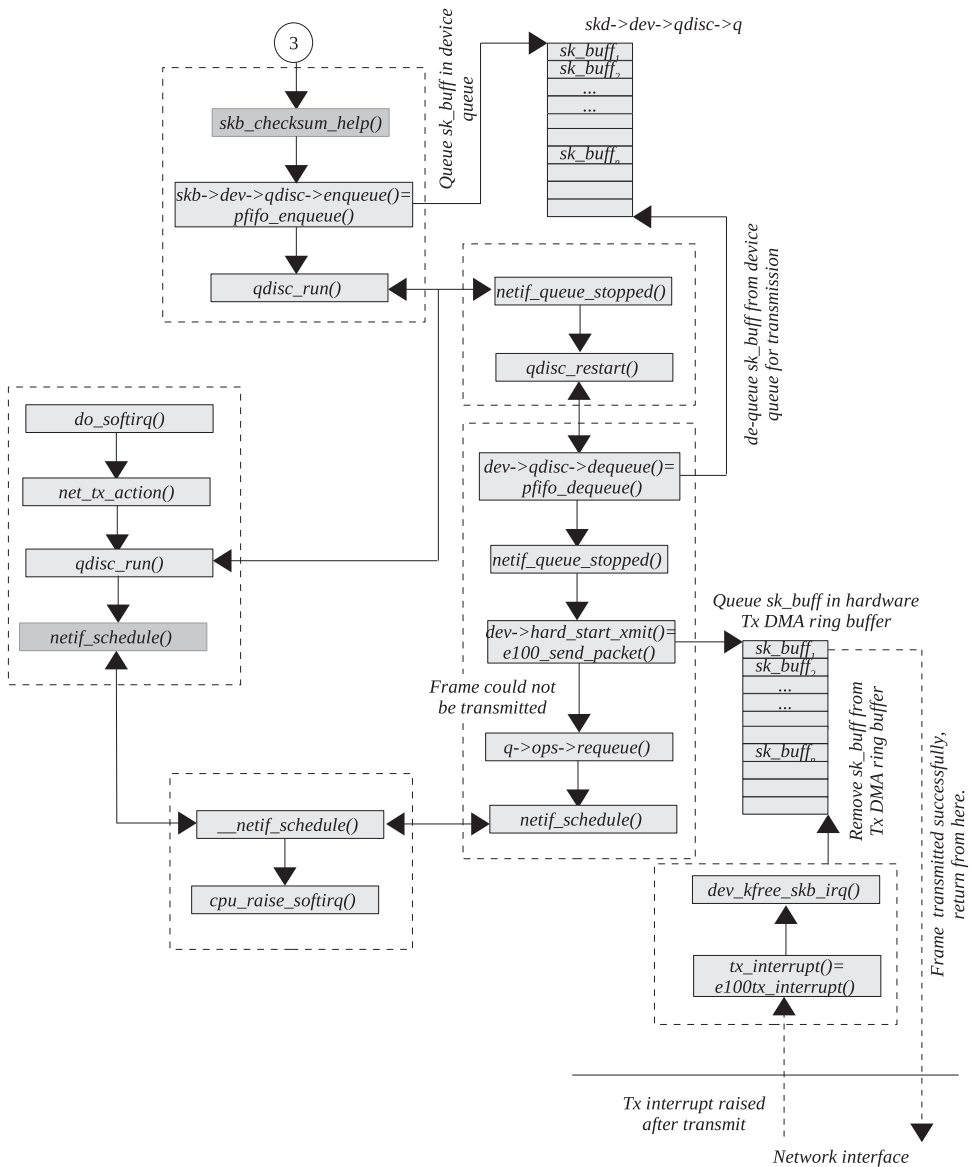 3
Queue sk_buff in device
queue
skd->dev->qdisc->q
sk_buff1
sk_buff2
...
...
sk_buffn
skb_checksum_help()
skb->dev->qdisc->enqueue()=
pfifo_enqueue()
qdisc_run()
netif_queue_stopped()
qdisc_restart()
de-queue sk_buff from device
queue for transmission
do_softirq()
net_tx_action()
qdisc_run()
netif_schedule()
dev->qdisc->dequeue()=
pfifo_dequeue()
netif_queue_stopped()
dev->hard_start_xmit()=
e100_send_packet()
Frame could not
be transmitted
q->ops->requeue()
netif_schedule()
Queue sk_buff in hardware
Tx DMA ring buffer
sk_buff1
sk_buff2
...
...
sk_buffn
Remove sk_buff from
Tx DMA ring buffer
Frame transmitted successfully,
return from here.
__netif_schedule()
cpu_raise_softirq()
dev_kfree_skb_irq()
tx_interrupt()=
e100tx_interrupt()
Tx interrupt raised
after transmit
Network interface